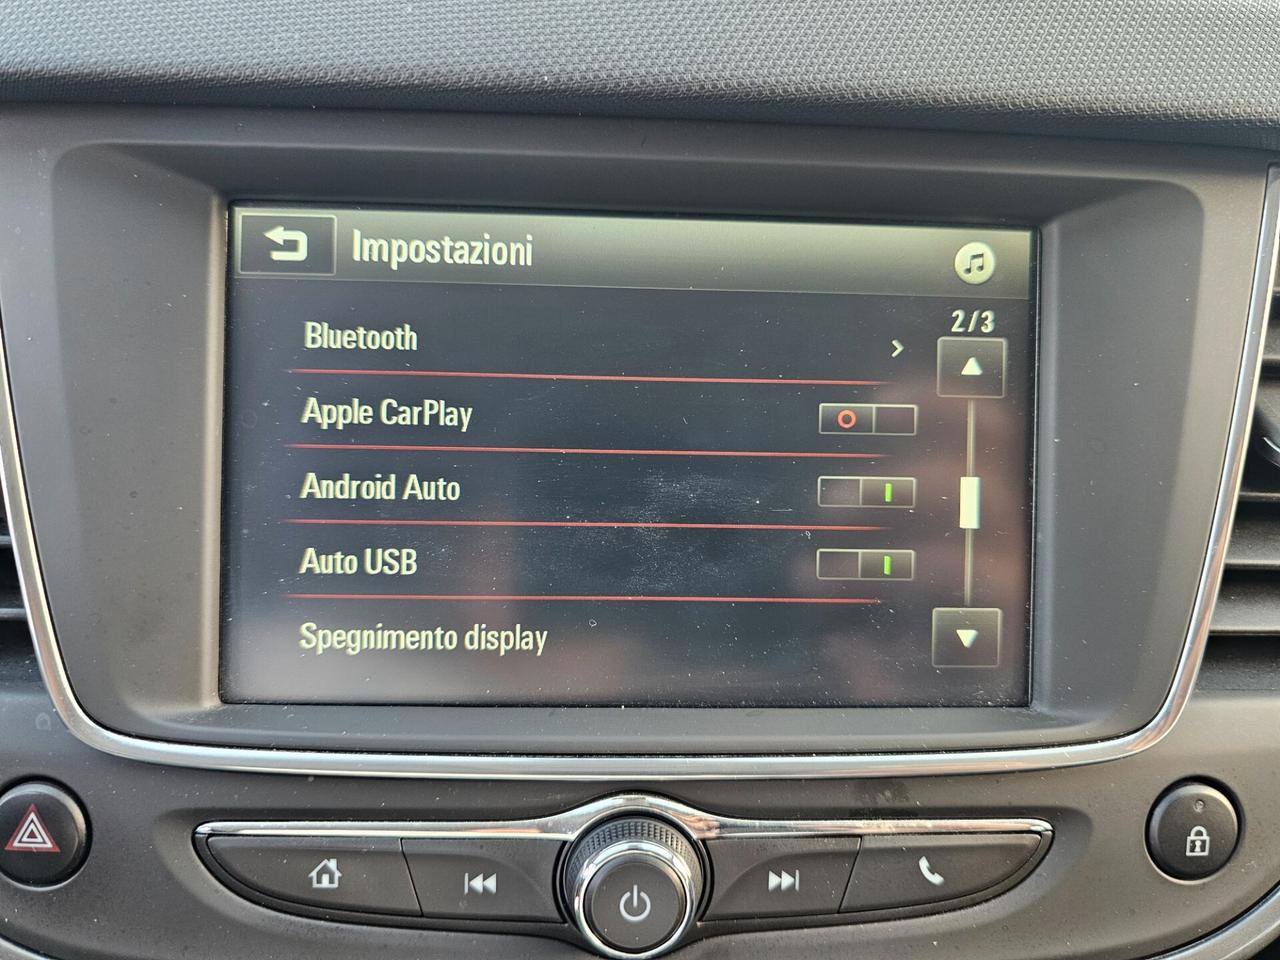 Impostazioni
2/3
Bluetooth
Apple CarPlay
Android Auto
Auto USB
Spegnimento display